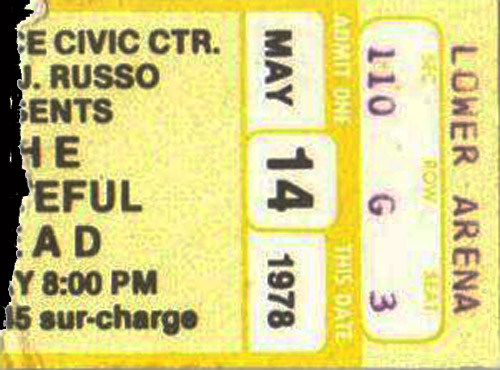 CE CIVIC CTR.
J. RUSSO
SENTS
HE
TEFUL
AD
Y 8:00 PM
5 sur-charge
MAY
14
1978
ADMIT ONE
THIS DATE
SEC
110
ROW
G
SEAT
3
LOWER ARENA